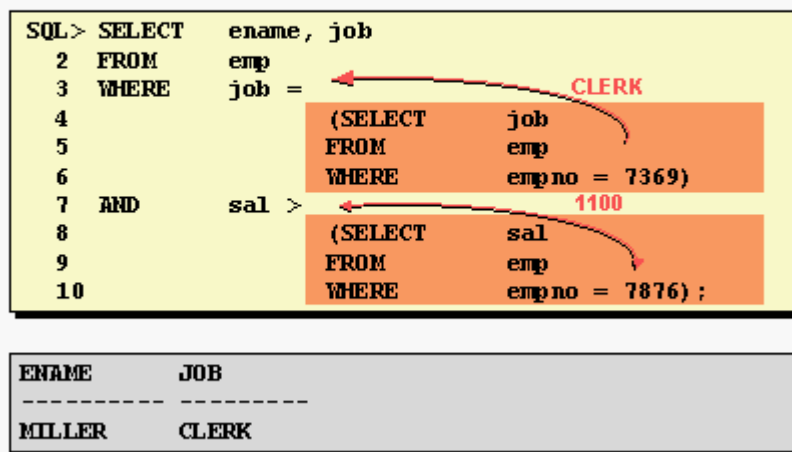 SQL> SELECT ename, job
2 FROM emp
3 WHERE job =
CLERK
4 (SELECT job
5 FROM emp
6 WHERE empno = 7369)
7 AND sal >
1100
8 (SELECT sal
9 FROM emp
10 WHERE empno = 7876);
ENAME JOB
---------- ---------
MILLER CLERK